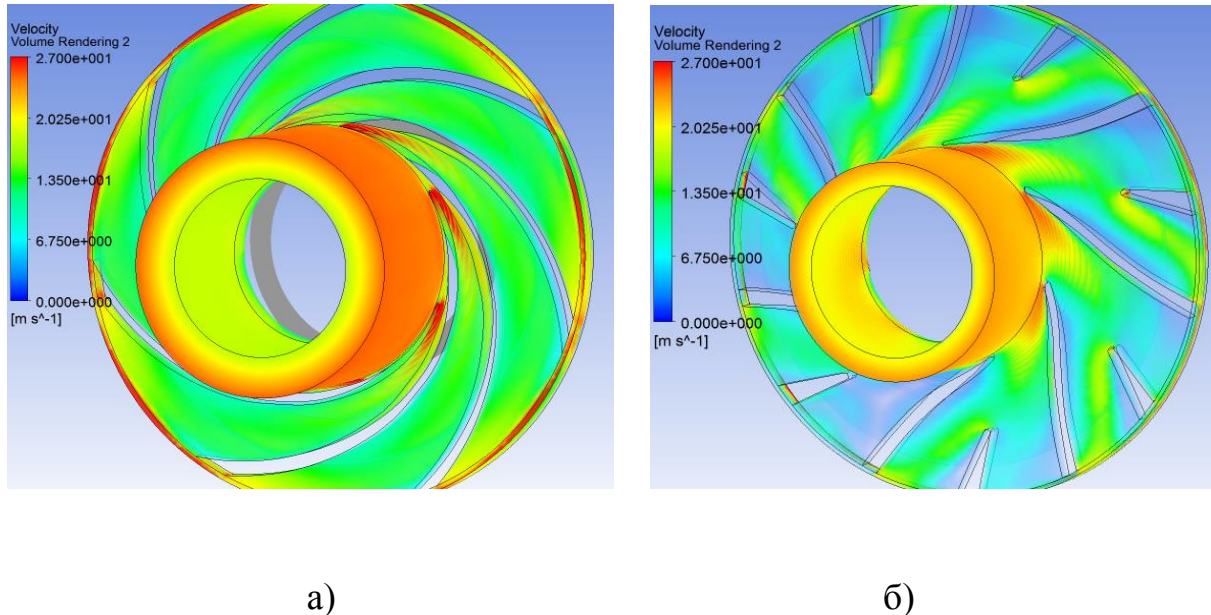 Velocity
Volume Rendering 2
2.700e+001
2.025e+001
1.350e+001
6.750e+000
0.000e+000
[m s^-1]
Velocity
Volume Rendering 2
2.700e+001
2.025e+001
1.350e+001
6.750e+000
0.000e+000
[m s^-1]
а)
б)